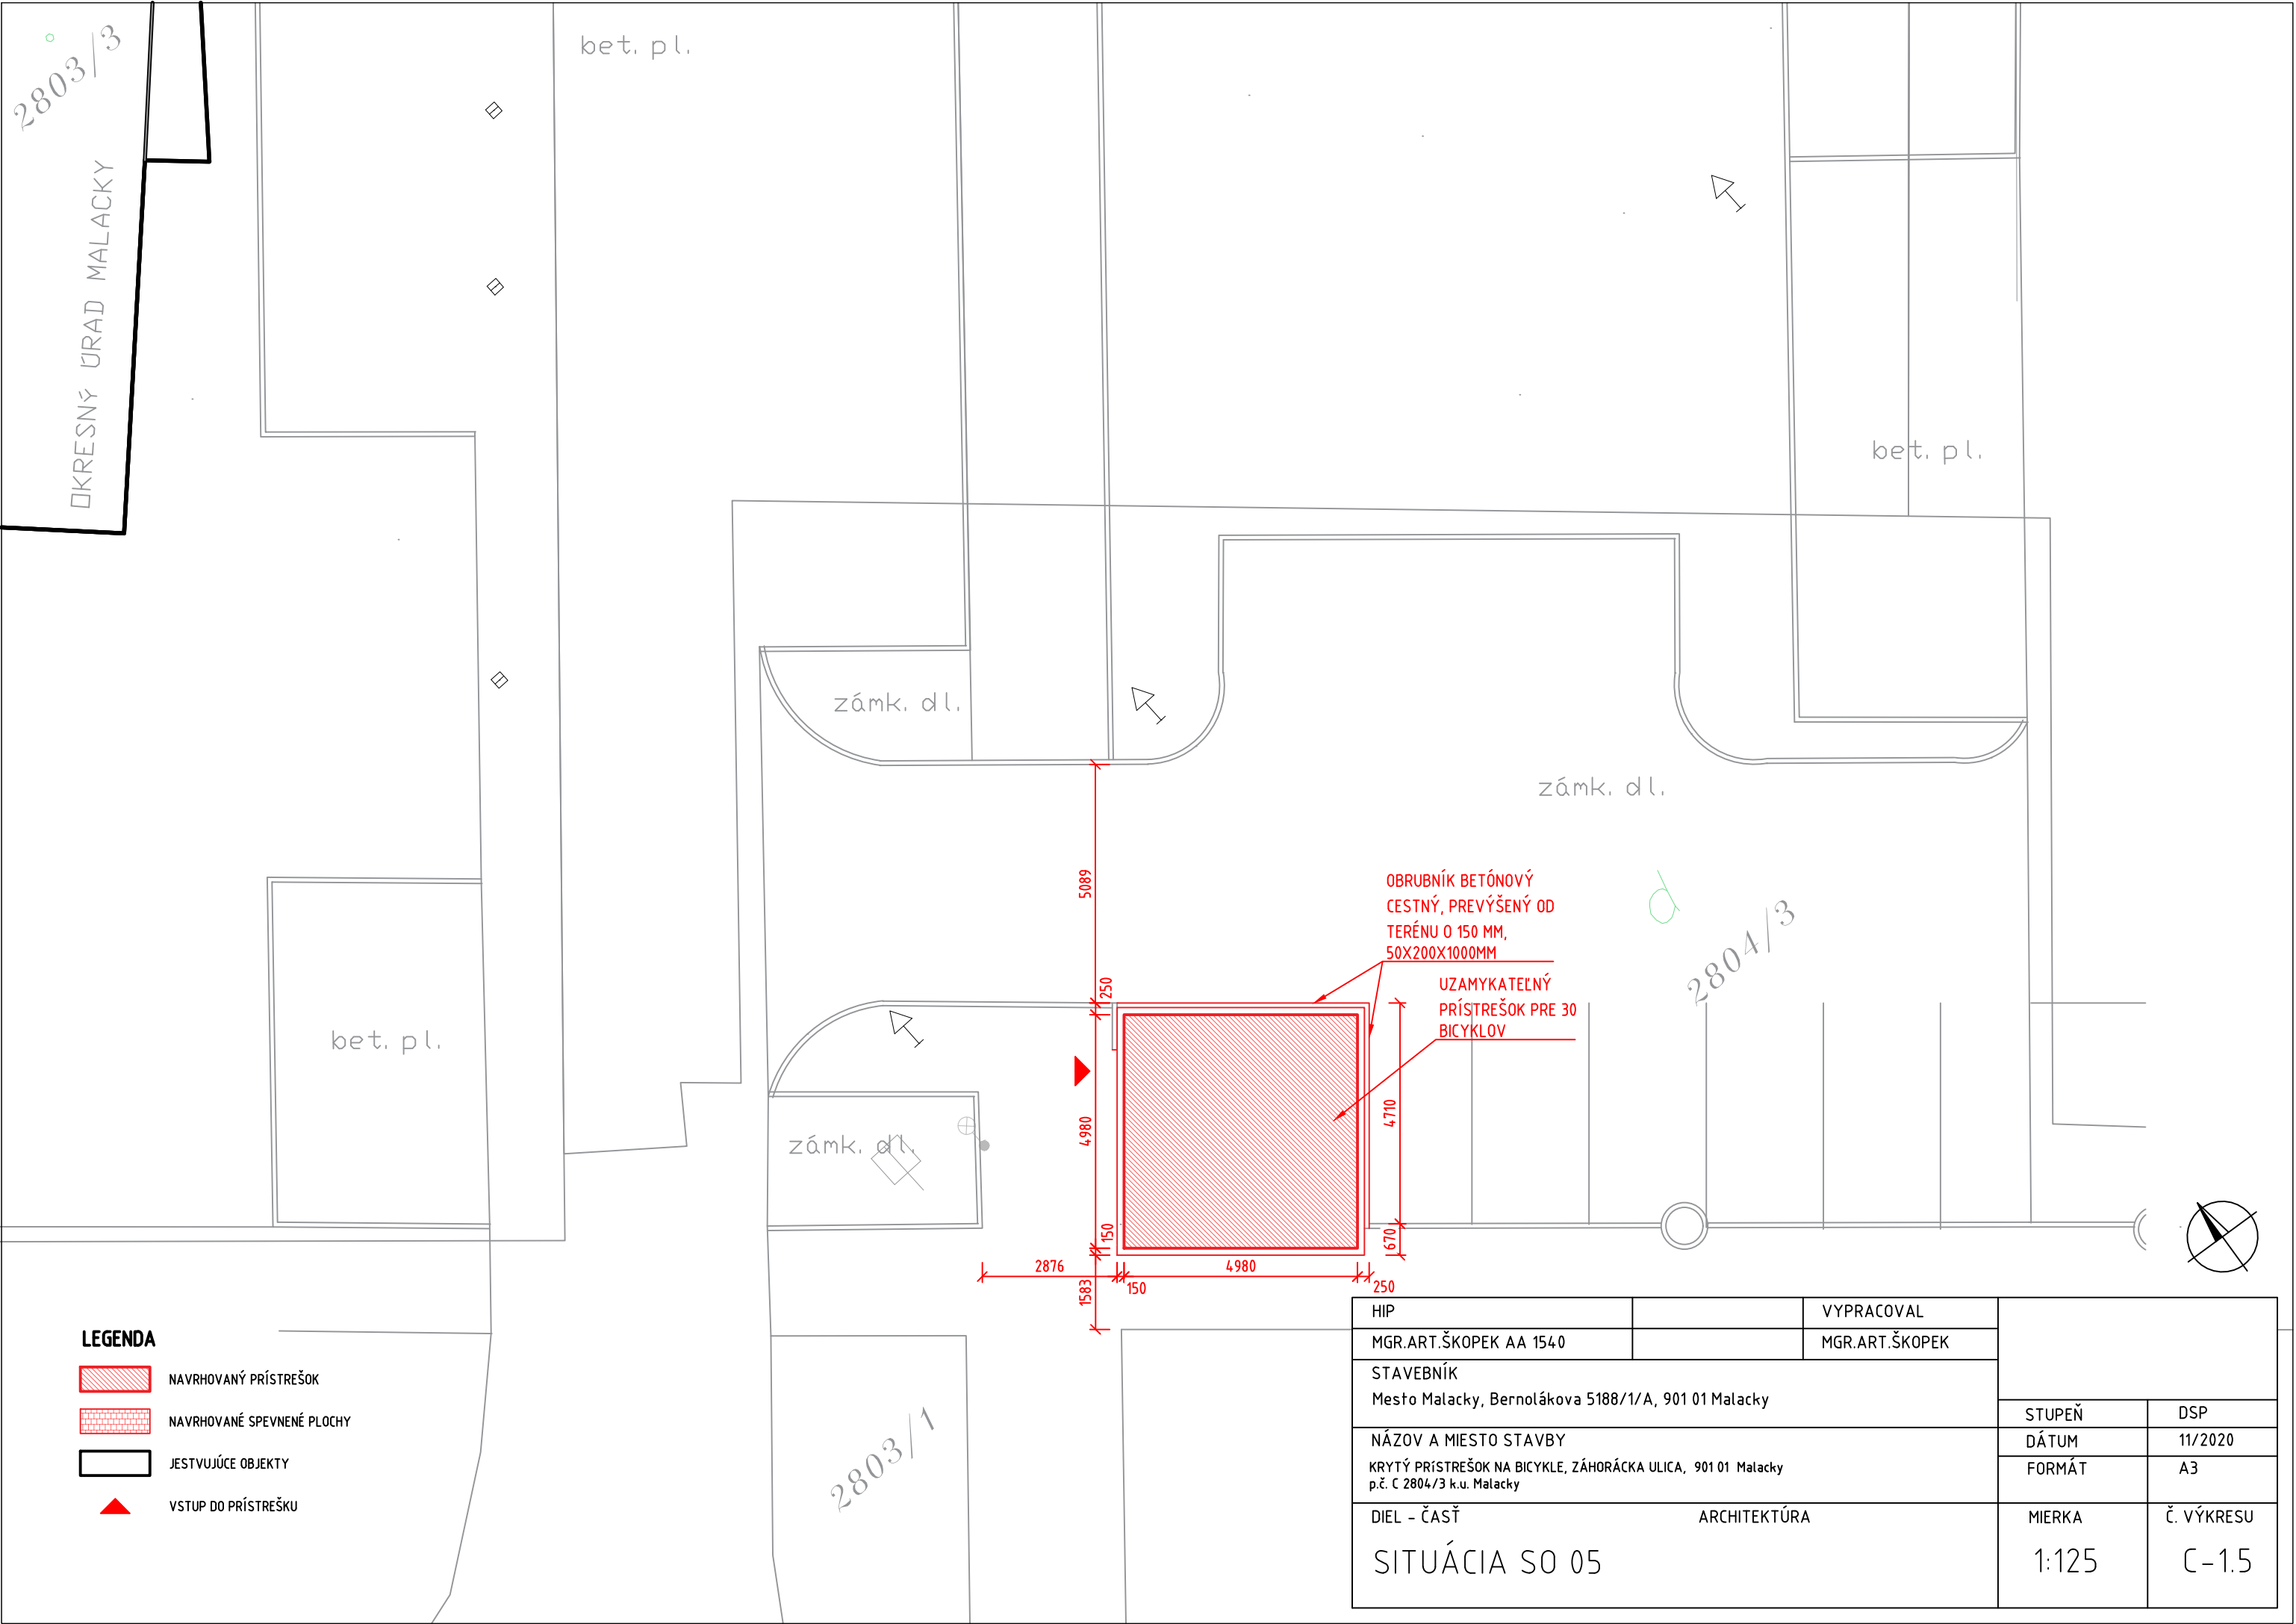 2803/3
OKRESNÝ ÚRAD MALACKY
bet. pl.
bet. pl.
zámk. dl.
zámk. dl.
5089
OBRUBNÍK BETÓNOVÝ
CESTNÝ, PREVÝŠENÝ OD
TERÉNU O 150 MM,
50X200X1000MM
2804/3
250
UZAMYKATEĽNÝ
PRÍSTREŠOK PRE 30
BICYKLOV
bet. pl.
zámk. dl.
4980
4710
150
670
2876
4980
150
250
1583
2803/1
LEGENDA
NAVRHOVANÝ PRÍSTREŠOK
NAVRHOVANÉ SPEVNENÉ PLOCHY
JESTVUJÚCE OBJEKTY
VSTUP DO PRÍSTREŠKU
HIP
VYPRACOVAL
MGR.ART.ŠKOPEK AA 1540
MGR.ART.ŠKOPEK
STAVEBNÍK
Mesto Malacky, Bernolákova 5188/1/A, 901 01 Malacky
STUPEŇ
DSP
NÁZOV A MIESTO STAVBY
DÁTUM
11/2020
KRYTÝ PRíSTREŠOK NA BICYKLE, ZÁHORÁCKA ULICA, 901 01 Malacky
p.č. C 2804/3 k.u. Malacky
FORMÁT
A3
DIEL - ČASŤ
ARCHITEKTÚRA
MIERKA
Č. VÝKRESU
SITUÁCIA SO 05
1:125
C-1.5